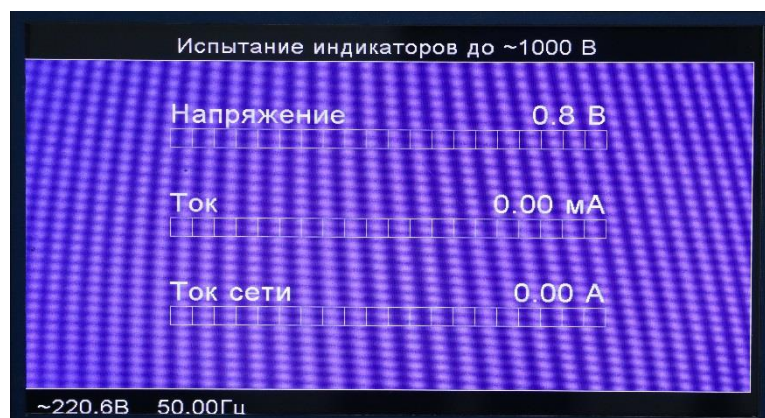 Испытание индикаторов до ~1000 В
Напряжение 0.8 В
Ток 0.00 мА
Ток сети 0.00 А
~220.6В 50.00Гц